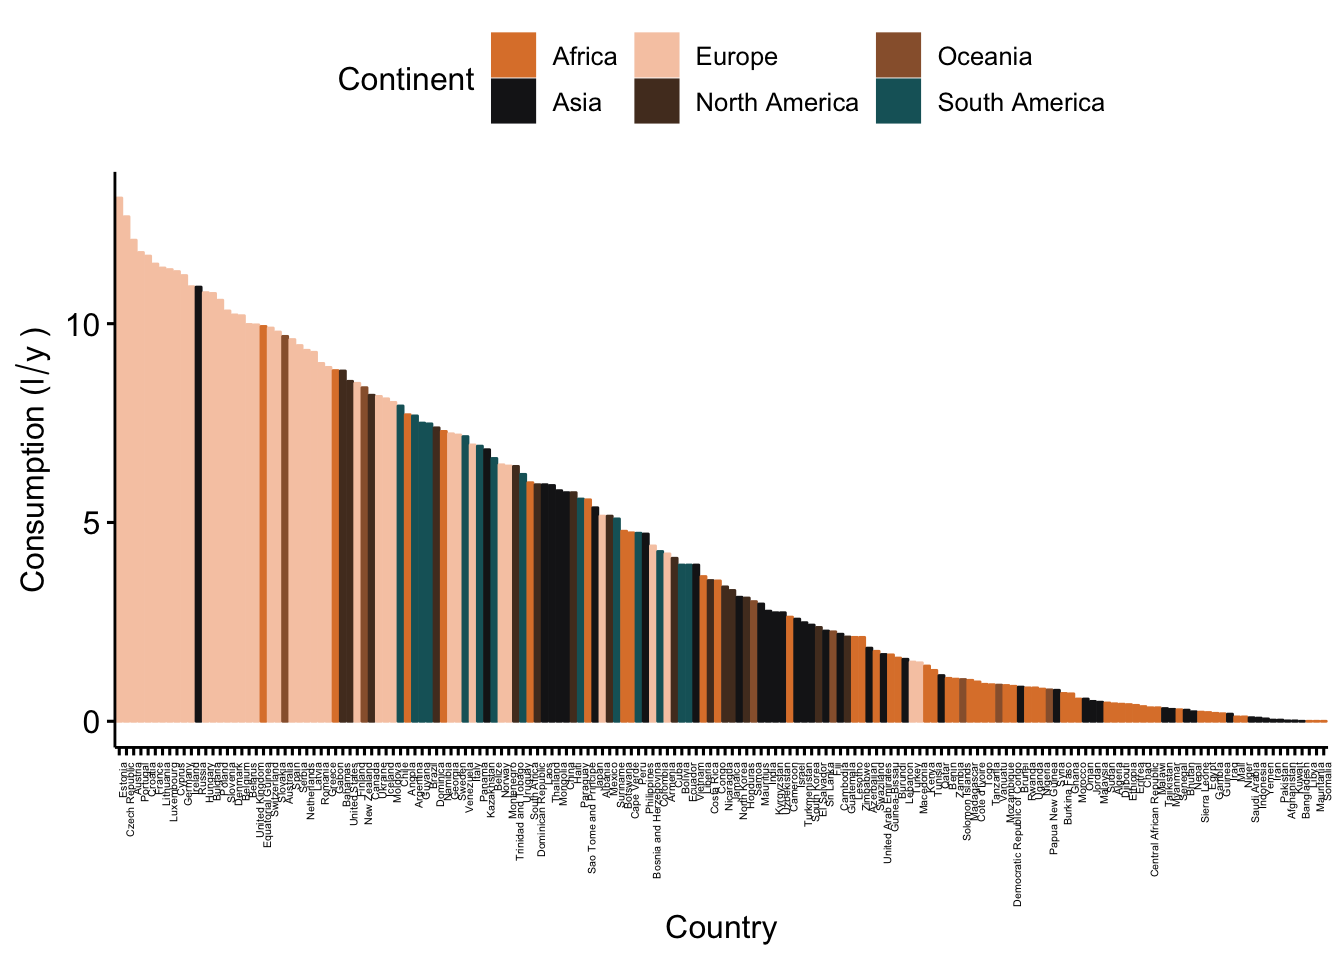 Continent
Africa
Europe
Oceania
Asia
North America
South America
Consumption (l/y )
10
5
0
Estonia
Czech Republic
Austria
Portugal
Croatia
France
Lithuania
Luxembourg
Cyprus
Germany
Ireland
Russia
Hungary
Bulgaria
Poland
Slovenia
Denmark
Belgium
Belarus
United Kingdom
Equatorial Guinea
Switzerland
Slovakia
Australia
Spain
Serbia
Netherlands
Latvia
Romania
Greece
Gabon
Bahamas
United States
Finland
New Zealand
Canada
Ukraine
Iceland
Moldova
Chile
Angola
Argentina
Guyana
Brazil
Dominica
Namibia
Georgia
Sweden
Venezuela
Italy
Panama
Kazakhstan
Belize
Norway
Montenegro
Trinidad and Tobago
Uruguay
South Africa
Dominican Republic
Laos
Thailand
Mongolia
China
Haiti
Paraguay
Sao Tome and Principe
Japan
Albania
Mexico
Suriname
Botswana
Cape Verde
Peru
Philippines
Bosnia and Herzegovina
Colombia
Armenia
Cuba
Bolivia
Ecuador
Vietnam
Liberia
Costa Rica
Congo
Nicaragua
Jamaica
North Korea
Honduras
Samoa
Mauritius
India
Kyrgyzstan
Uzbekistan
Cameroon
Israel
Turkmenistan
South Korea
El Salvador
Sri Lanka
Fiji
Cambodia
Guatemala
Lesotho
Zimbabwe
Azerbaijan
Swaziland
United Arab Emirates
Guinea-Bissau
Burundi
Lebanon
Turkey
Macedonia
Kenya
Tunisia
Qatar
Benin
Zambia
Solomon Islands
Madagascar
Cote d'Ivoire
Togo
Tanzania
Vanuatu
Mozambique
Democratic Republic of Congo
Brunei
Rwanda
Uganda
Nigeria
Papua New Guinea
Syria
Burkina Faso
Ghana
Morocco
Oman
Jordan
Malaysia
Sudan
Algeria
Djibouti
Ethiopia
Eritrea
Chad
Central African Republic
Malawi
Tajikistan
Myanmar
Senegal
Bhutan
Nepal
Sierra Leone
Egypt
Gambia
Guinea
Mali
Niger
Saudi Arabia
Indonesia
Yemen
Iran
Pakistan
Afghanistan
Kuwait
Bangladesh
Libya
Mauritania
Somalia
Country